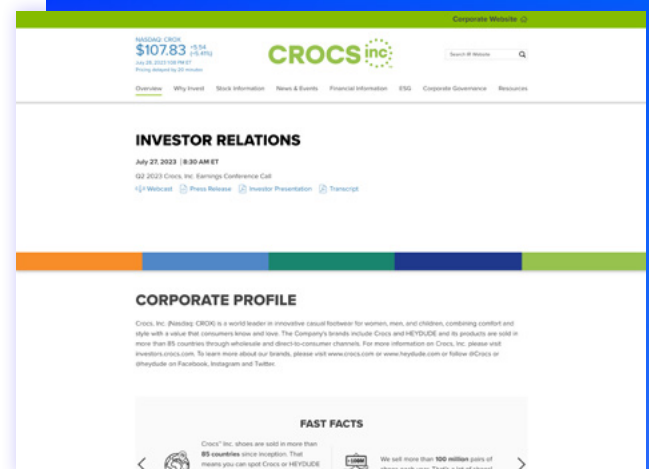 Corporate Website
NASDAQ: CROX
$107.83 +5.54 (+5.41%)
July 28, 2023 1:08 PM ET
Pricing delayed by 20 minutes
CROCS inc.
Search IR Website
Overview Why Invest Stock Information News & Events Financial Information ESG Corporate Governance Resources
INVESTOR RELATIONS
July 27, 2023 | 8:30 AM ET
Q2 2023 Crocs, Inc. Earnings Conference Call
Webcast Press Release Investor Presentation Transcript
CORPORATE PROFILE
Crocs, Inc. (Nasdaq: CROX) is a world leader in innovative casual footwear for women, men, and children, combining comfort and
style with a value that consumers know and love. The Company's brands include Crocs and HEYDUDE and its products are sold in
more than 85 countries through wholesale and direct-to-consumer channels. For more information on Crocs, Inc. please visit
investors.crocs.com. To learn more about our brands, please visit www.crocs.com or www.heydude.com or follow @Crocs or
@heydude on Facebook, Instagram and Twitter.
FAST FACTS
Crocs™ Inc. shoes are sold in more than
85 countries since inception. That
means you can spot Crocs or HEYDUDE
We sell more than 100 million pairs of